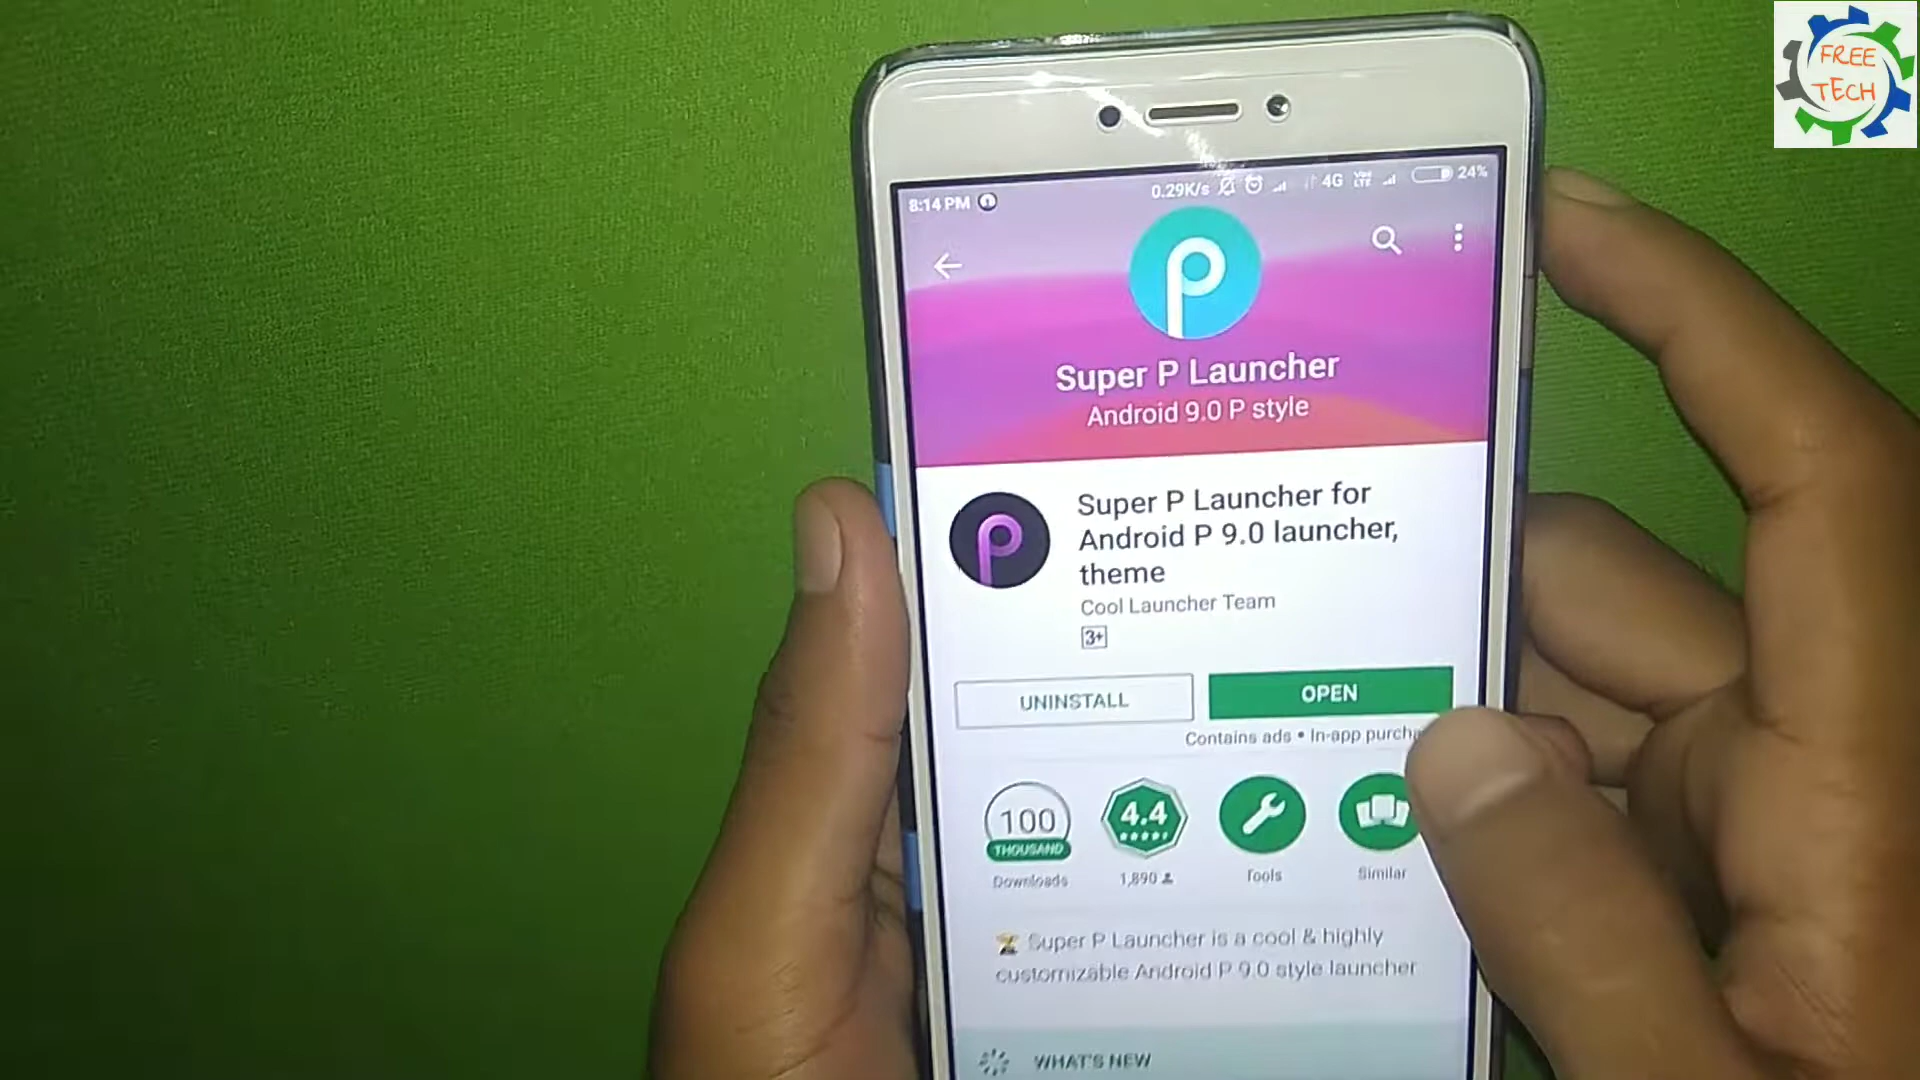 FREE
TECH
8:14 PM
0.29K/s 4G VoLTE 24%
Super P Launcher
Android 9.0 P style
Super P Launcher for
Android P 9.0 launcher,
theme
Cool Launcher Team
3+
UNINSTALL
OPEN
Contains ads • In-app purcha
100
THOUSAND
Downloads
4.4
1,890
Tools
Similar
Super P Launcher is a cool & highly
customizable Android P 9.0 style launcher
WHAT'S NEW